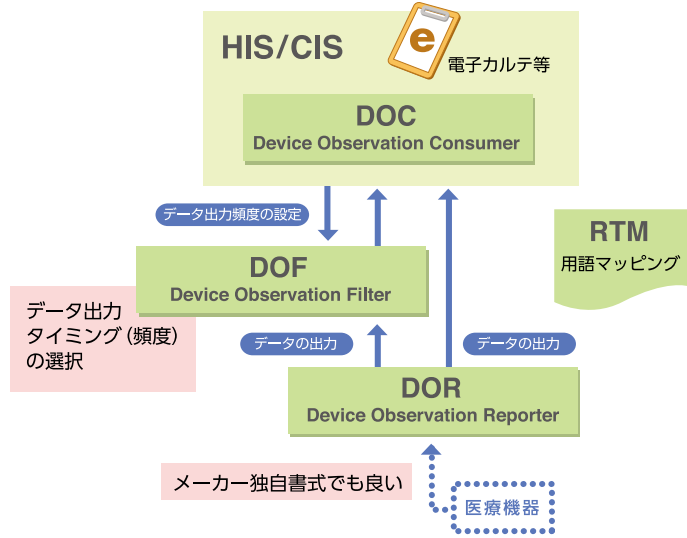 HIS/CIS
e
電子カルテ等
DOC
Device Observation Consumer
データ出力頻度の設定
RTM
用語マッピング
DOF
Device Observation Filter
データ出力
タイミング(頻度)
の選択
データの出力
データの出力
DOR
Device Observation Reporter
メーカー独自書式でも良い
医療機器